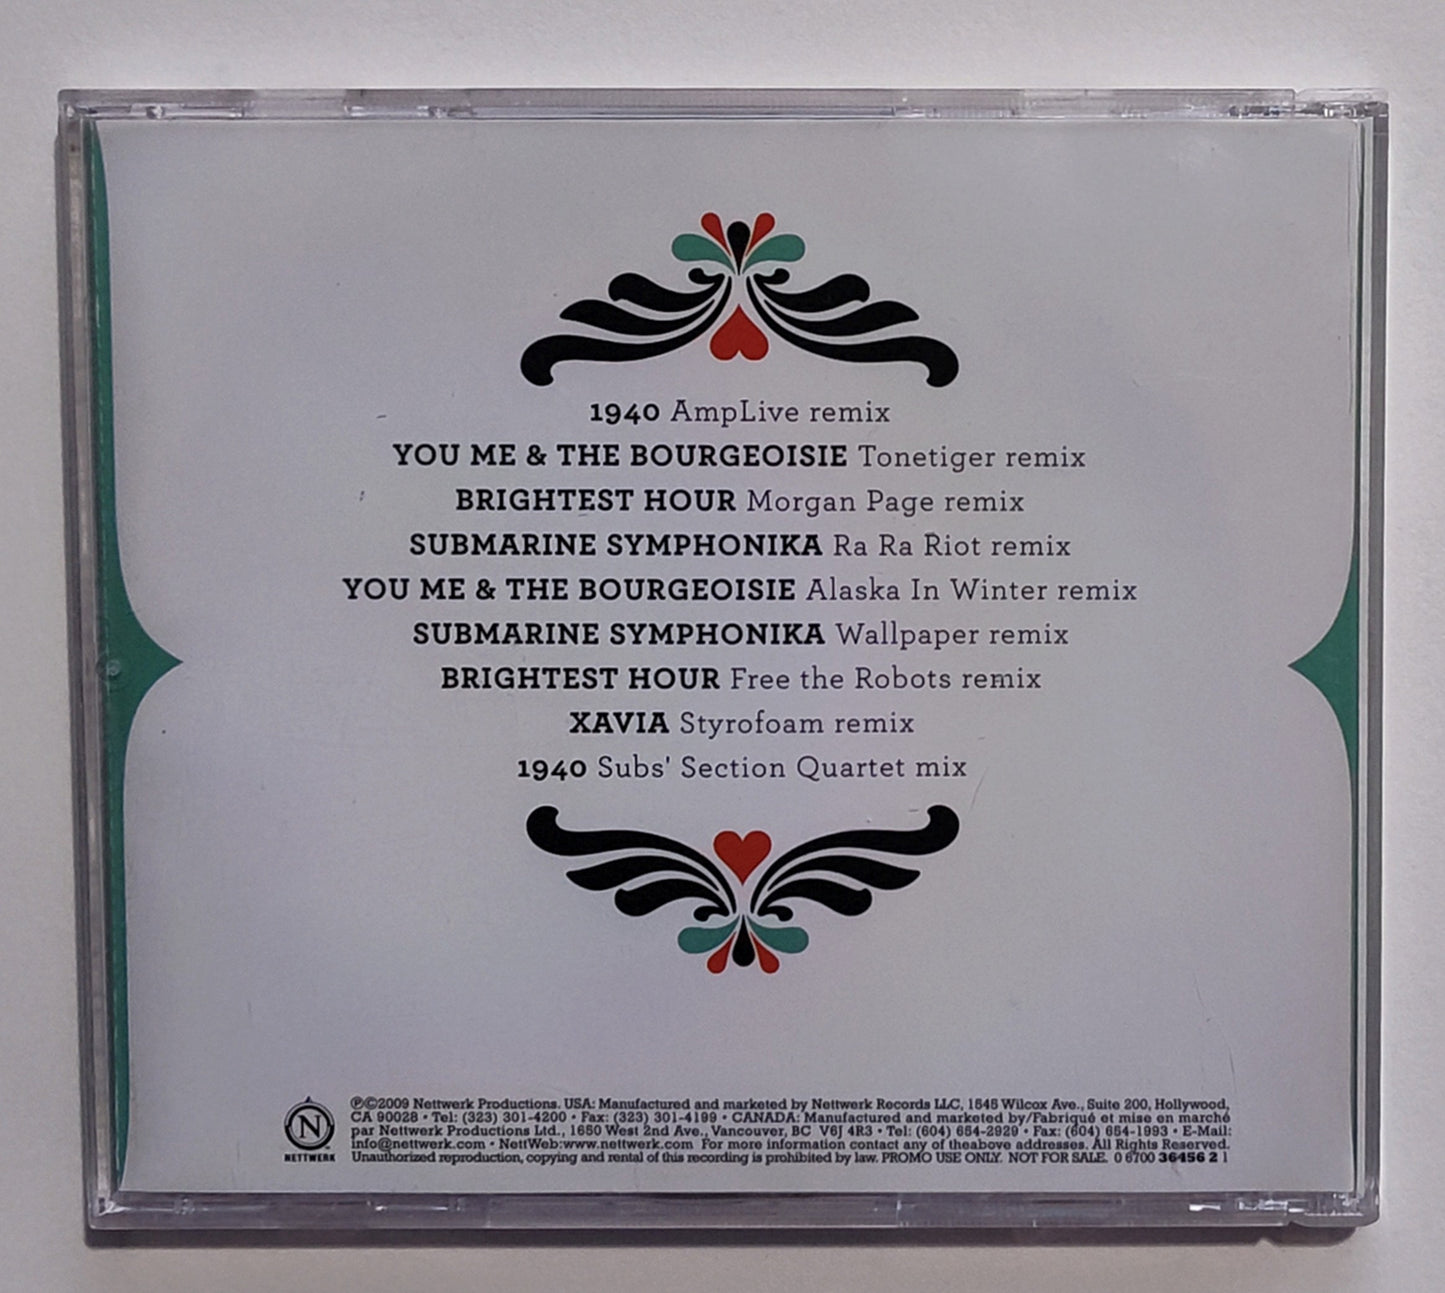 1940 AmpLive remix
YOU ME & THE BOURGEOISIE Tonetiger remix
BRIGHTEST HOUR Morgan Page remix
SUBMARINE SYMPHONIKA Ra Ra Riot remix
YOU ME & THE BOURGEOISIE Alaska In Winter remix
SUBMARINE SYMPHONIKA Wallpaper remix
BRIGHTEST HOUR Free the Robots remix
XAVIA Styrofoam remix
1940 Subs' Section Quartet mix
N
NETTWERK
℗©2009 Nettwerk Productions. USA: Manufactured and marketed by Nettwerk Records LLC, 1545 Wilcox Ave., Suite 200, Hollywood,
CA 90028 • Tel: (323) 301-4200 • Fax: (323) 301-4199 • CANADA: Manufactured and marketed by/Fabriqué et mise en marché
par Nettwerk Productions Ltd., 1650 West 2nd Ave., Vancouver, BC V6J 4R3 • Tel: (604) 654-2929 • Fax: (604) 654-1993 • E-Mail:
info@nettwerk.com • NettWeb:www.nettwerk.com For more information contact any of theabove addresses. All Rights Reserved.
Unauthorized reproduction, copying and rental of this recording is prohibited by law. PROMO USE ONLY. NOT FOR SALE. 0 6700 36456 2 1